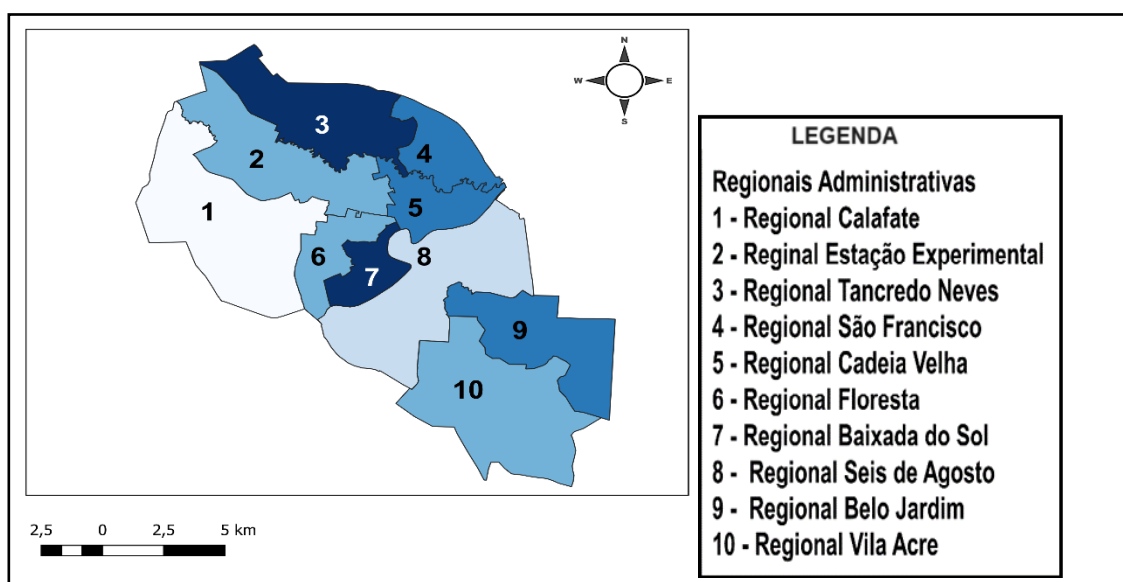 N
W E
S
3
4
2
1
5
6
8
7
9
10
2,5 0 2,5 5 km
LEGENDA
Regionais Administrativas
1 - Regional Calafate
2 - Reginal Estação Experimental
3 - Regional Tancredo Neves
4 - Regional São Francisco
5 - Regional Cadeia Velha
6 - Regional Floresta
7 - Regional Baixada do Sol
8 - Regional Seis de Agosto
9 - Regional Belo Jardim
10 - Regional Vila Acre